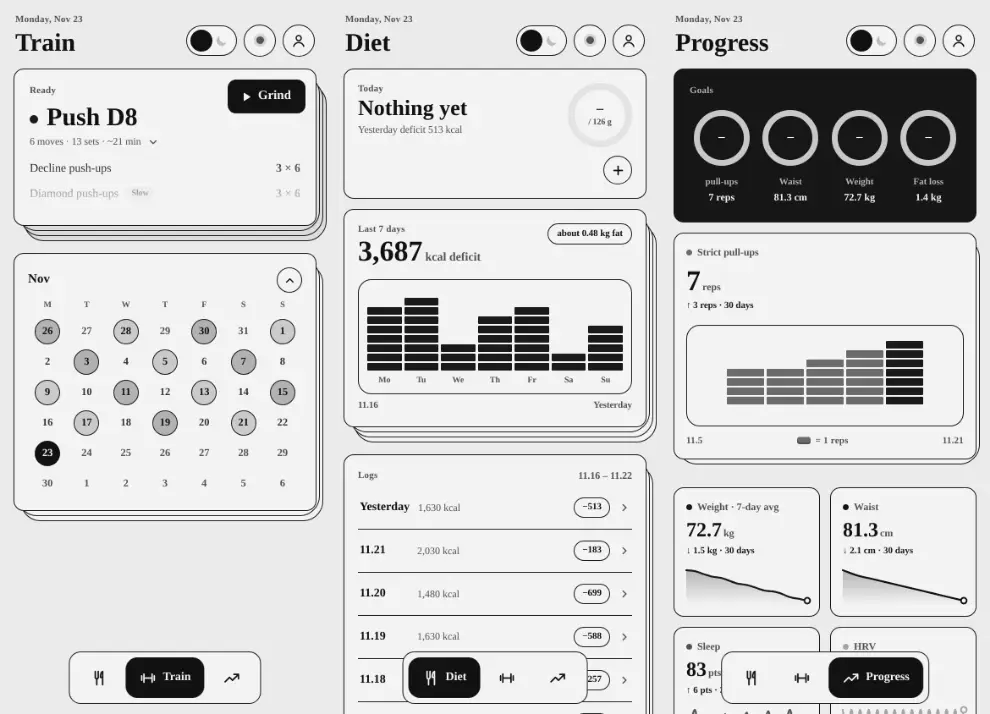 Monday, Nov 23
Train
Ready
Push D8
Grind
6 moves · 13 sets · ~21 min
Decline push-ups 3 × 6
Diamond push-ups Slow 3 × 6
Nov
M T W T F S S
26 27 28 29 30 31 1
2 3 4 5 6 7 8
9 10 11 12 13 14 15
16 17 18 19 20 21 22
23 24 25 26 27 28 29
30 1 2 3 4 5 6
Train
Monday, Nov 23
Diet
Today
Nothing yet
Yesterday deficit 513 kcal
–
/ 126 g
Last 7 days
3,687 kcal deficit
about 0.48 kg fat
Mo Tu We Th Fr Sa Su
11.16 Yesterday
Logs 11.16 – 11.22
Yesterday 1,630 kcal −513
11.21 2,030 kcal −183
11.20 1,480 kcal −699
11.19 1,630 kcal −588
11.18 257
Diet
Monday, Nov 23
Progress
Goals
– – – –
pull-ups Waist Weight Fat loss
7 reps 81.3 cm 72.7 kg 1.4 kg
Strict pull-ups
7 reps
↑ 3 reps · 30 days
11.5 = 1 reps 11.21
Weight · 7-day avg
72.7 kg
↓ 1.5 kg · 30 days
Waist
81.3 cm
↓ 2.1 cm · 30 days
Sleep
83 pts
↑ 6 pts ·
HRV
Progress